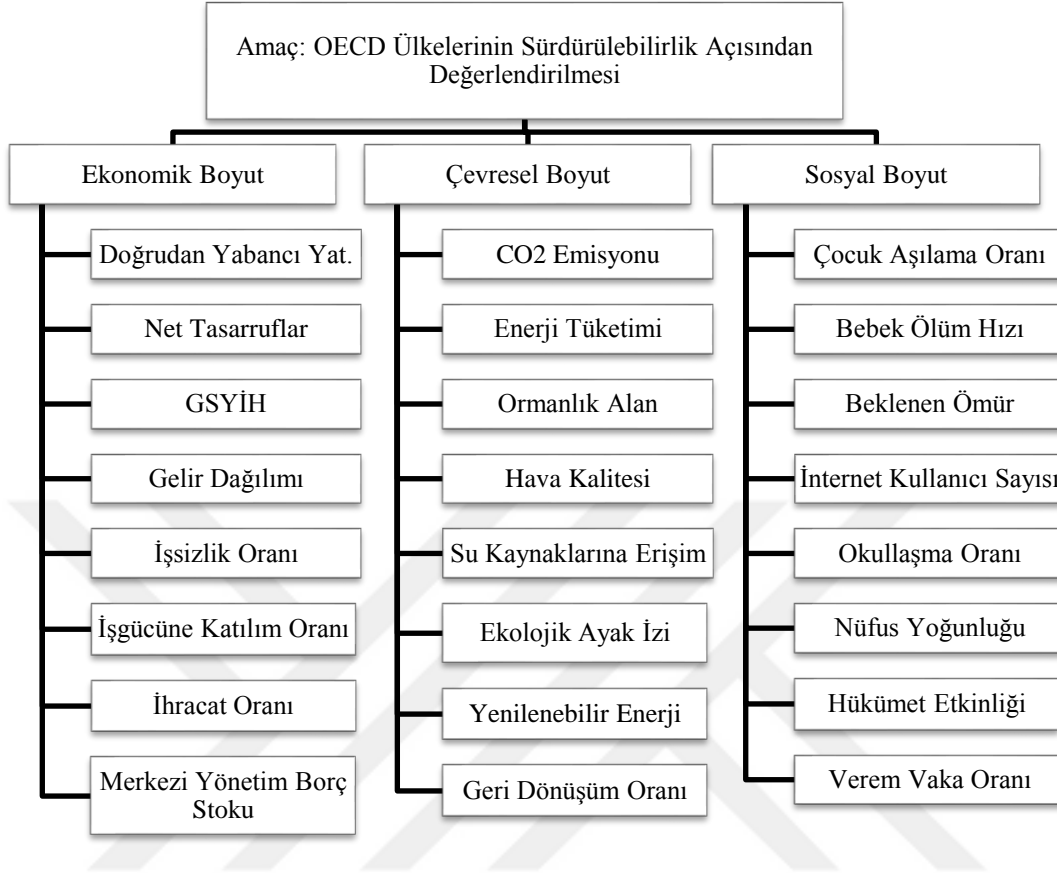 Amaç: OECD Ülkelerinin Sürdürülebilirlik Açısından
Değerlendirilmesi
Ekonomik Boyut
Doğrudan Yabancı Yat.
Net Tasarruflar
GSYİH
Gelir Dağılımı
İşsizlik Oranı
İşgücüne Katılım Oranı
İhracat Oranı
Merkezi Yönetim Borç
Stoku
Çevresel Boyut
CO2 Emisyonu
Enerji Tüketimi
Ormanlık Alan
Hava Kalitesi
Su Kaynaklarına Erişim
Ekolojik Ayak İzi
Yenilenebilir Enerji
Geri Dönüşüm Oranı
Sosyal Boyut
Çocuk Aşılama Oranı
Bebek Ölüm Hızı
Beklenen Ömür
İnternet Kullanıcı Sayısı
Okullaşma Oranı
Nüfus Yoğunluğu
Hükümet Etkinliği
Verem Vaka Oranı